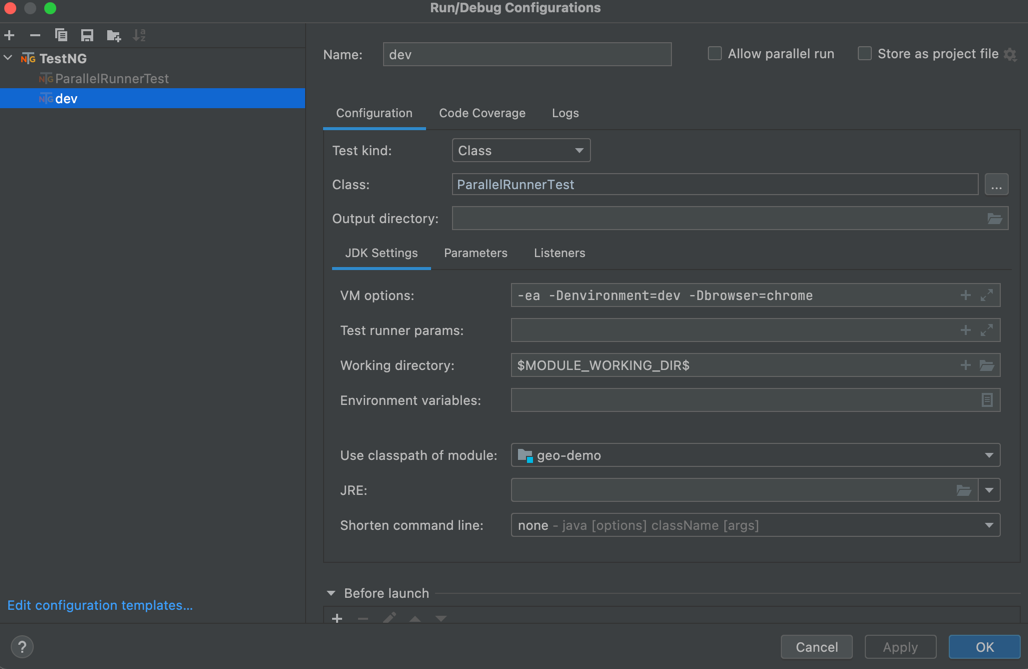 Run/Debug Configurations
TestNG
ParallelRunnerTest
dev
Name: dev
Allow parallel run
Store as project file
Configuration Code Coverage Logs
Test kind: Class
Class: ParallelRunnerTest ...
Output directory:
JDK Settings Parameters Listeners
VM options: -ea -Denvironment=dev -Dbrowser=chrome
Test runner params:
Working directory: $MODULE_WORKING_DIR$
Environment variables:
Use classpath of module: geo-demo
JRE:
Shorten command line: none - java [options] className [args]
Before launch
Edit configuration templates...
? Cancel Apply OK